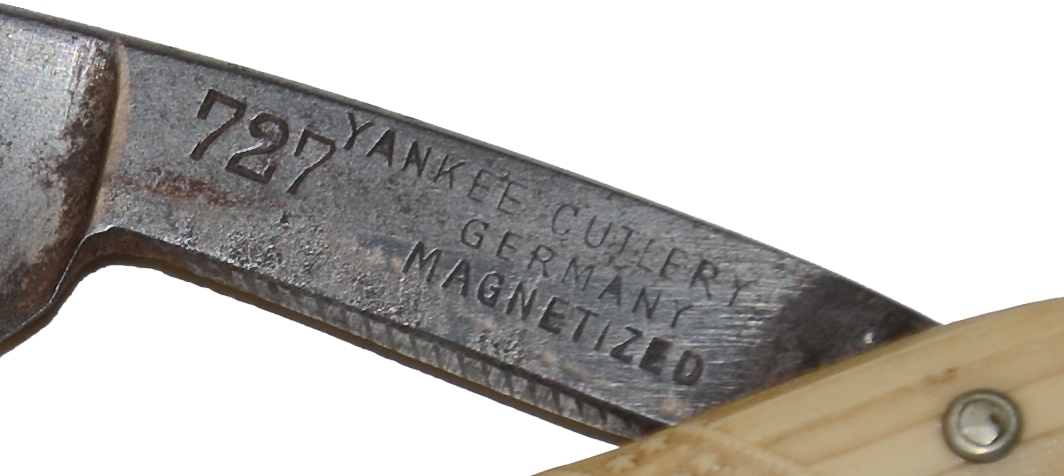 727
YANKEE CUTLERY
GERMANY
MAGNETIZED